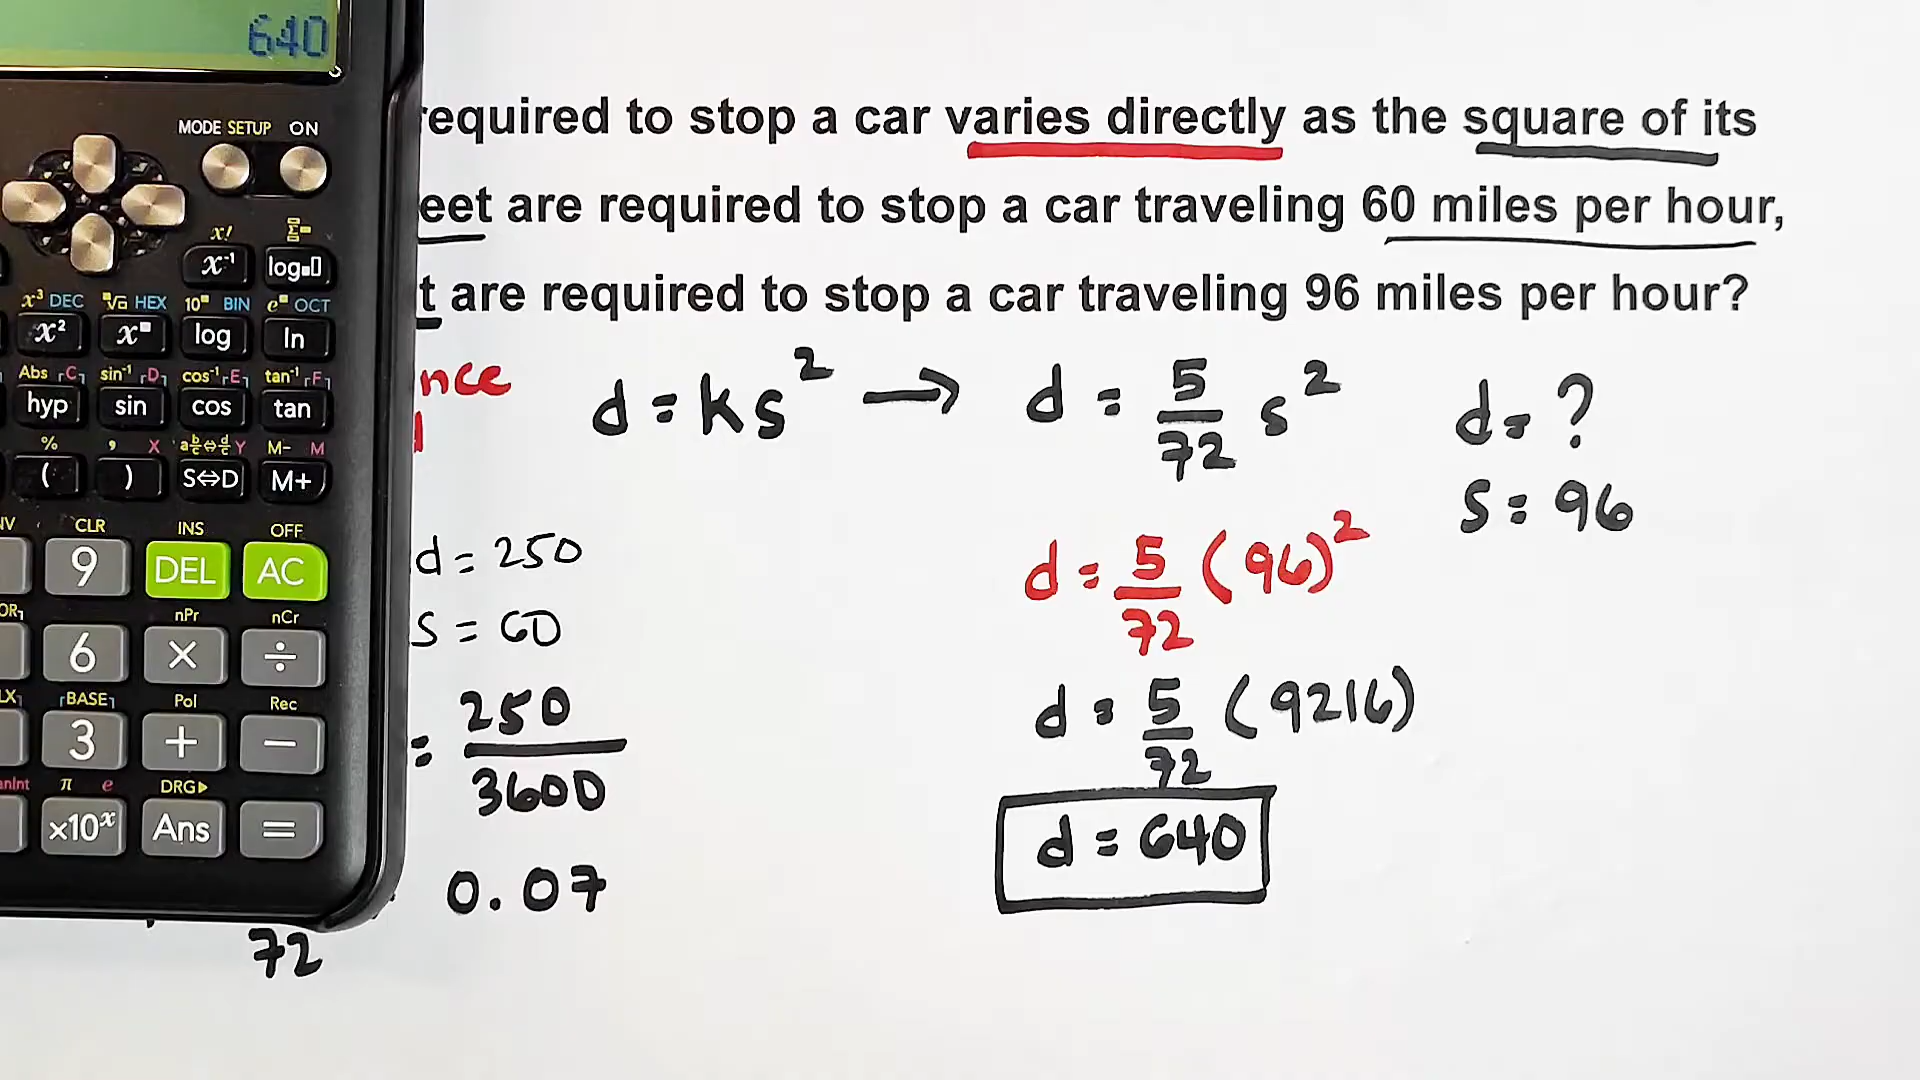 640
MODE SETUP ON
required to stop a car varies directly as the square of its
eet are required to stop a car traveling 60 miles per hour,
t are required to stop a car traveling 96 miles per hour?
x!
x⁻¹ log
x³ DEC HEX 10 BIN e OCT
x² x■ log ln
Abs C sin⁻¹ D cos⁻¹ E tan⁻¹ F
hyp sin cos tan
% , X a b/c⇔d/c Y M- M
( ) S⇔D M+
CLR INS OFF
9 DEL AC
nPr nCr
6 × ÷
BASE Pol Rec
3 + −
π e DRG▶
×10ˣ Ans =
nce
d = ks² → d = 5/72 s²
d = ?
s = 96
d = 250
s = 60
= 250/3600
0.07
72
d = 5/72 (96)²
d = 5/72 (9216)
d = 640